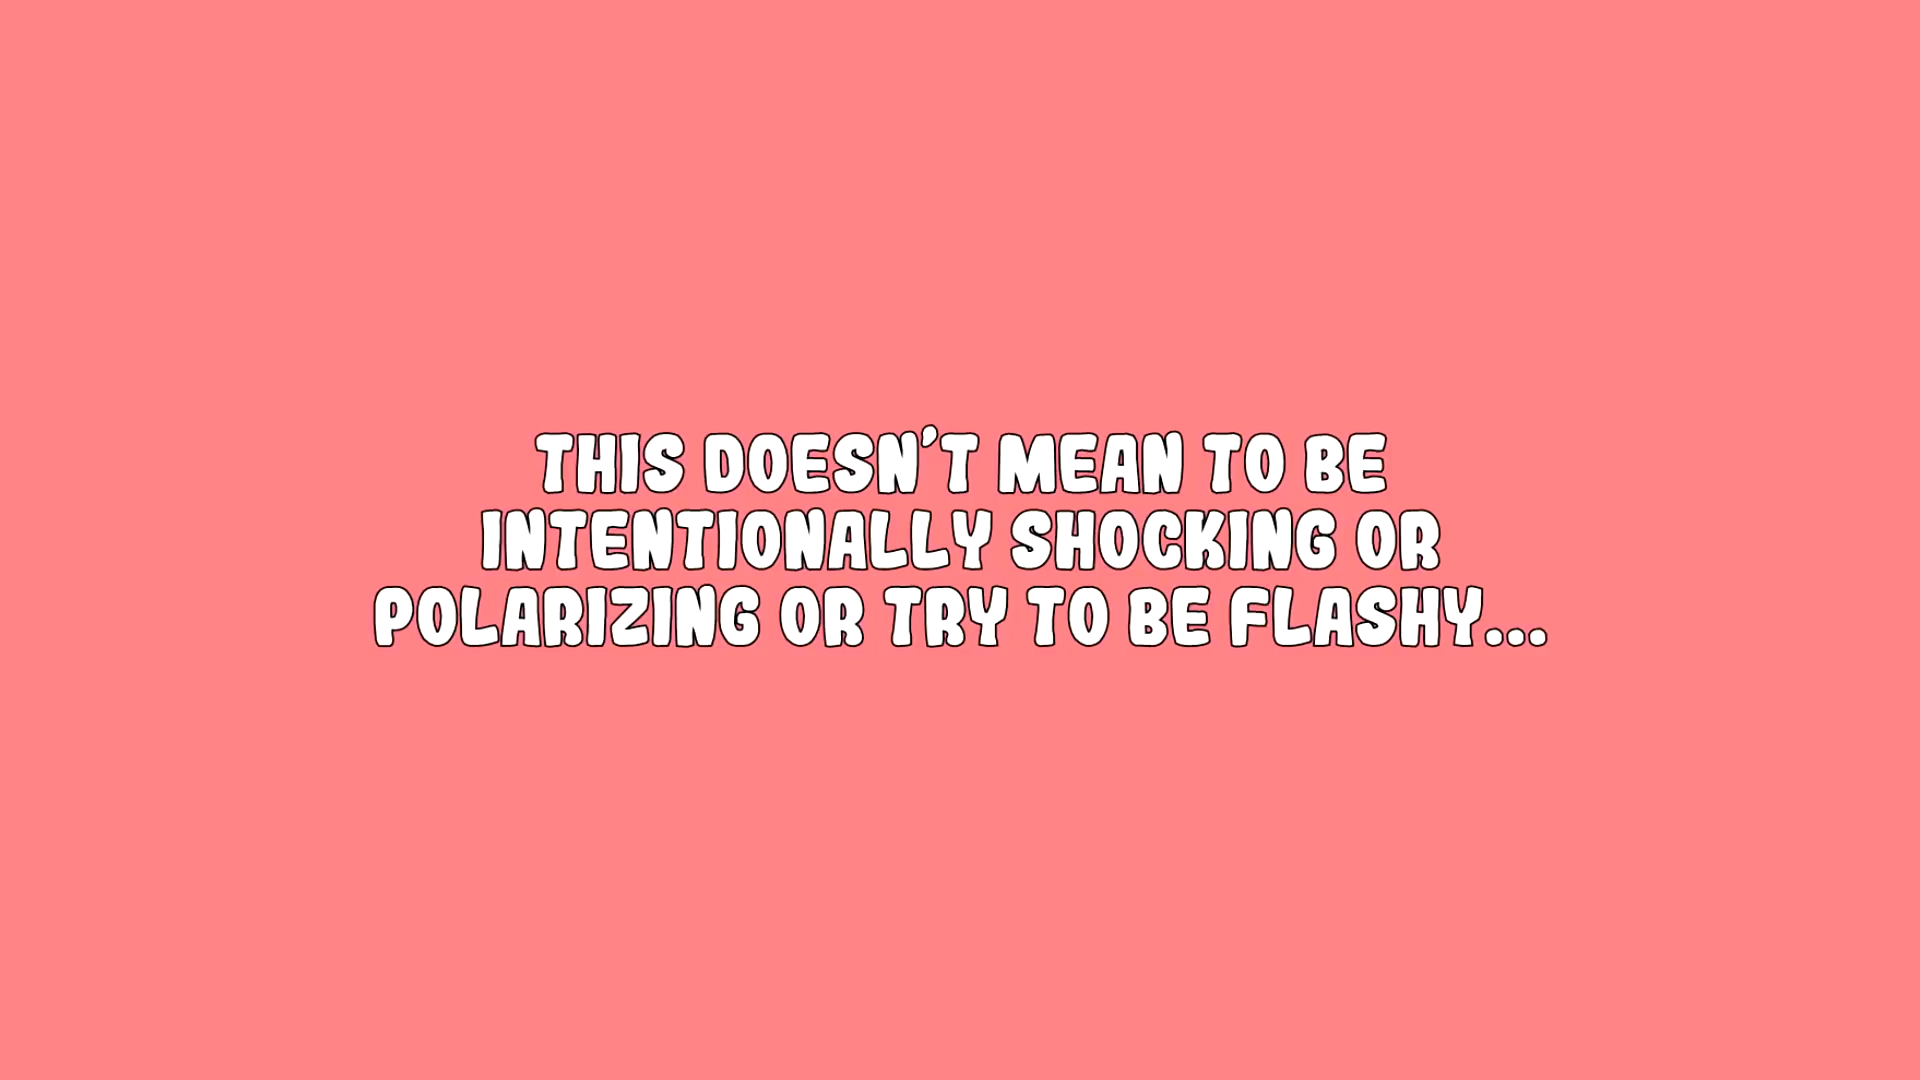 THIS DOESN'T MEAN TO BE
INTENTIONALLY SHOCKING OR
POLARIZING OR TRY TO BE FLASHY...